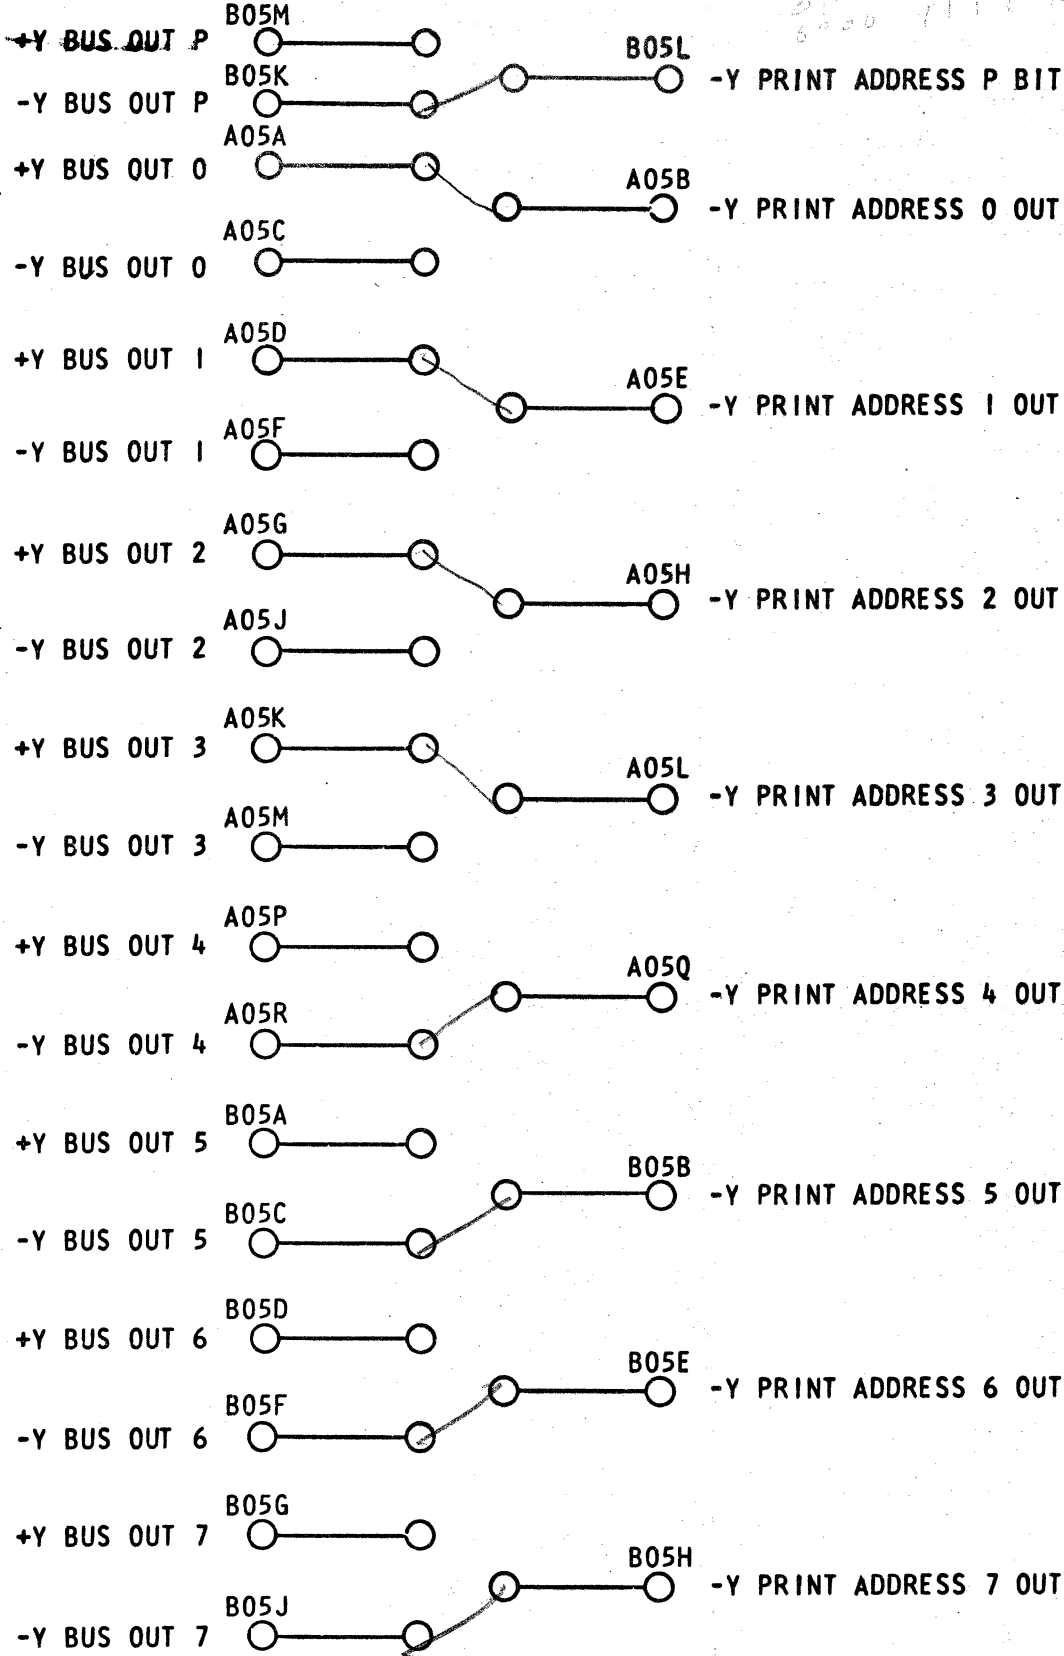 +Y BUS OUT P B05M
B05L
-Y PRINT ADDRESS P BIT
-Y BUS OUT P B05K
+Y BUS OUT 0 A05A
A05B
-Y PRINT ADDRESS 0 OUT
-Y BUS OUT 0 A05C
+Y BUS OUT 1 A05D
A05E
-Y PRINT ADDRESS 1 OUT
-Y BUS OUT 1 A05F
+Y BUS OUT 2 A05G
A05H
-Y PRINT ADDRESS 2 OUT
-Y BUS OUT 2 A05J
+Y BUS OUT 3 A05K
A05L
-Y PRINT ADDRESS 3 OUT
-Y BUS OUT 3 A05M
+Y BUS OUT 4 A05P
A05Q
-Y PRINT ADDRESS 4 OUT
-Y BUS OUT 4 A05R
+Y BUS OUT 5 B05A
B05B
-Y PRINT ADDRESS 5 OUT
-Y BUS OUT 5 B05C
+Y BUS OUT 6 B05D
B05E
-Y PRINT ADDRESS 6 OUT
-Y BUS OUT 6 B05F
+Y BUS OUT 7 B05G
B05H
-Y PRINT ADDRESS 7 OUT
-Y BUS OUT 7 B05J